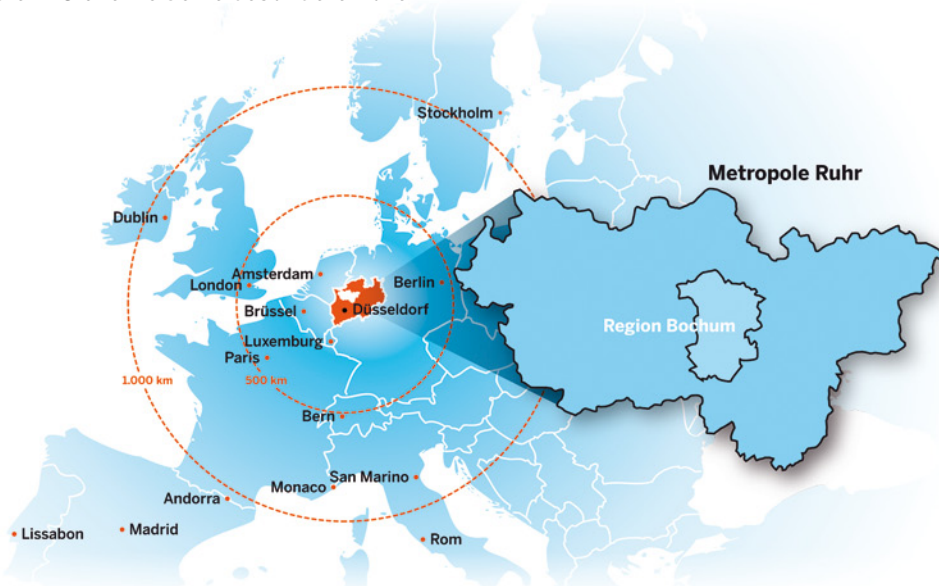 Stockholm
Metropole Ruhr
Dublin
Amsterdam
London
Berlin
Brüssel
Düsseldorf
Region Bochum
Luxemburg
Paris
1.000 km
500 km
Bern
San Marino
Monaco
Andorra
Madrid
Lissabon
Rom